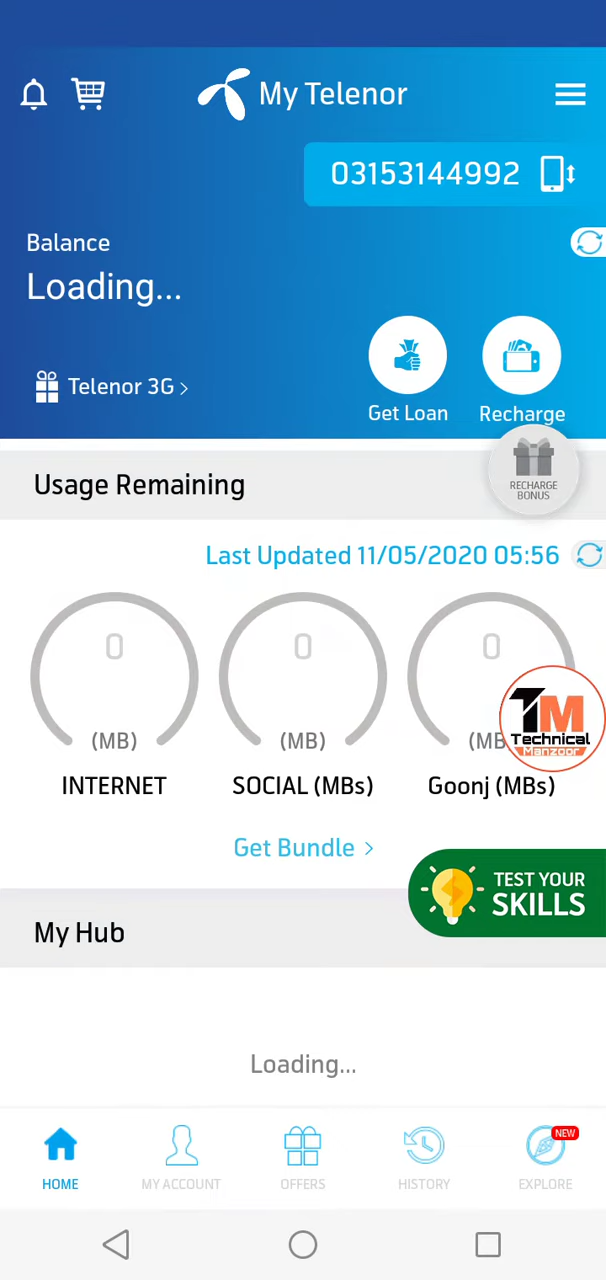 My Telenor
03153144992
Balance
Loading...
Telenor 3G
Get Loan
Recharge
RECHARGE
BONUS
Usage Remaining
Last Updated 11/05/2020 05:56
0 0 0
(MB) (MB) (MB
TM
Technical
Manzoor
INTERNET SOCIAL (MBs) Goonj (MBs)
Get Bundle
TEST YOUR
SKILLS
My Hub
Loading...
NEW
HOME MY ACCOUNT OFFERS HISTORY EXPLORE